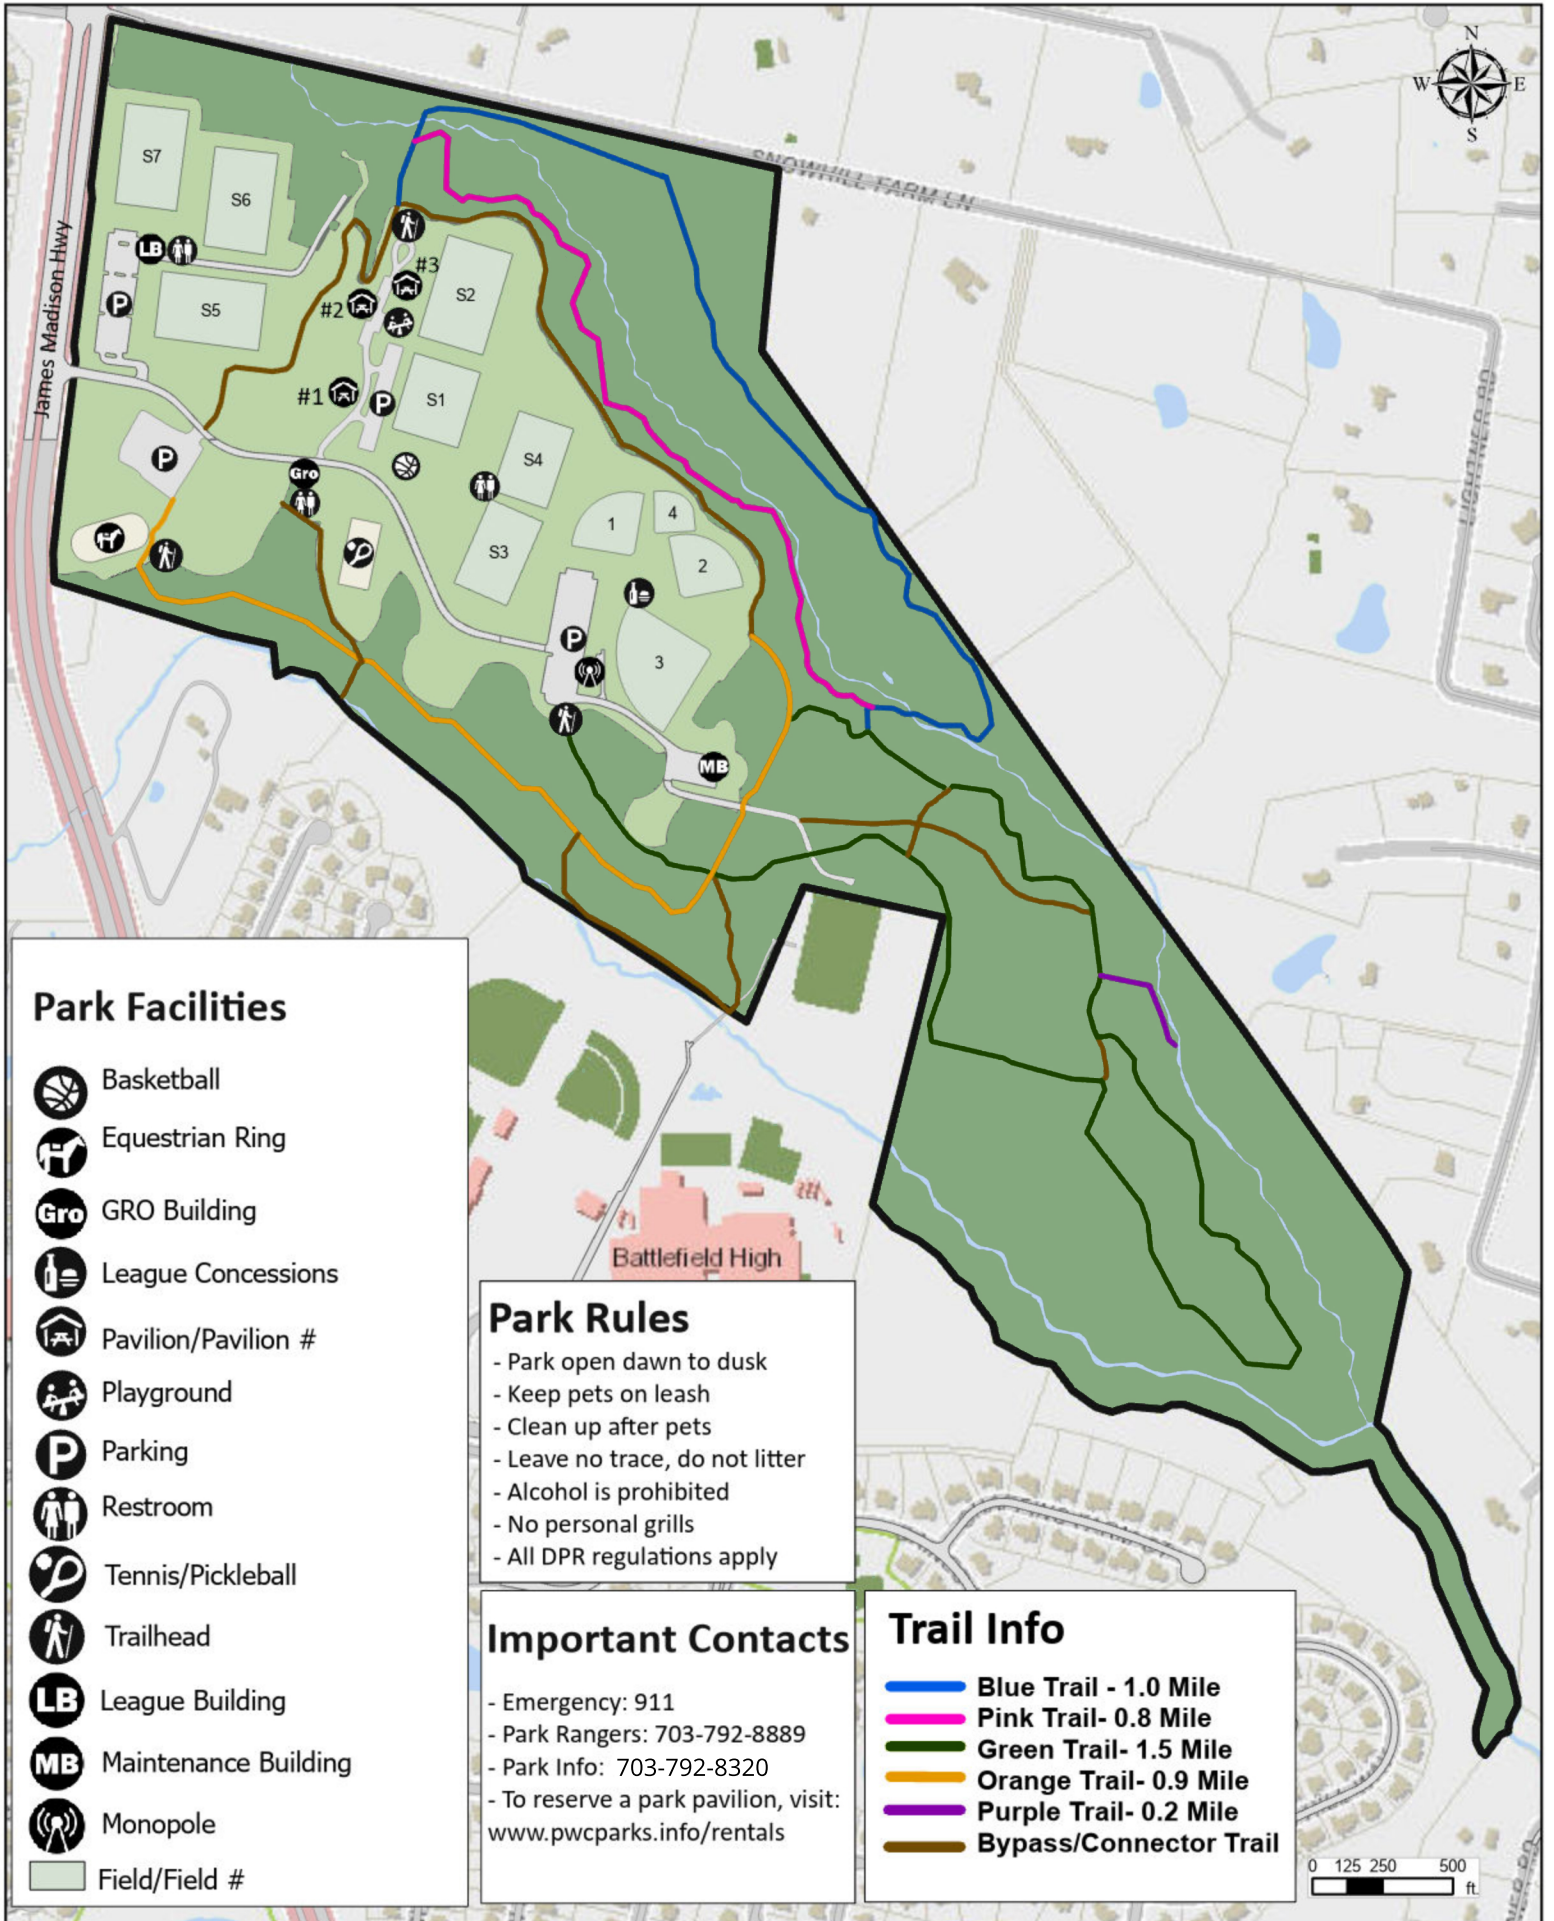 N
W E
S
SNOWHILL FARM LN
James Madison Hwy
LIGHTNER RD
S7
S6
LB
#3
S2
#2
P
S5
#1
P
S1
P
Gro
S4
1
4
S3
2
P
3
MB
Battlefield High
Park Facilities
Basketball
Equestrian Ring
Gro GRO Building
League Concessions
Pavilion/Pavilion #
Playground
P Parking
Restroom
Tennis/Pickleball
Trailhead
LB League Building
MB Maintenance Building
Monopole
Field/Field #
Park Rules
- Park open dawn to dusk
- Keep pets on leash
- Clean up after pets
- Leave no trace, do not litter
- Alcohol is prohibited
- No personal grills
- All DPR regulations apply
Important Contacts
- Emergency: 911
- Park Rangers: 703-792-8889
- Park Info: 703-792-8320
- To reserve a park pavilion, visit:
www.pwcparks.info/rentals
Trail Info
Blue Trail - 1.0 Mile
Pink Trail- 0.8 Mile
Green Trail- 1.5 Mile
Orange Trail- 0.9 Mile
Purple Trail- 0.2 Mile
Bypass/Connector Trail
0 125 250 500
ft.